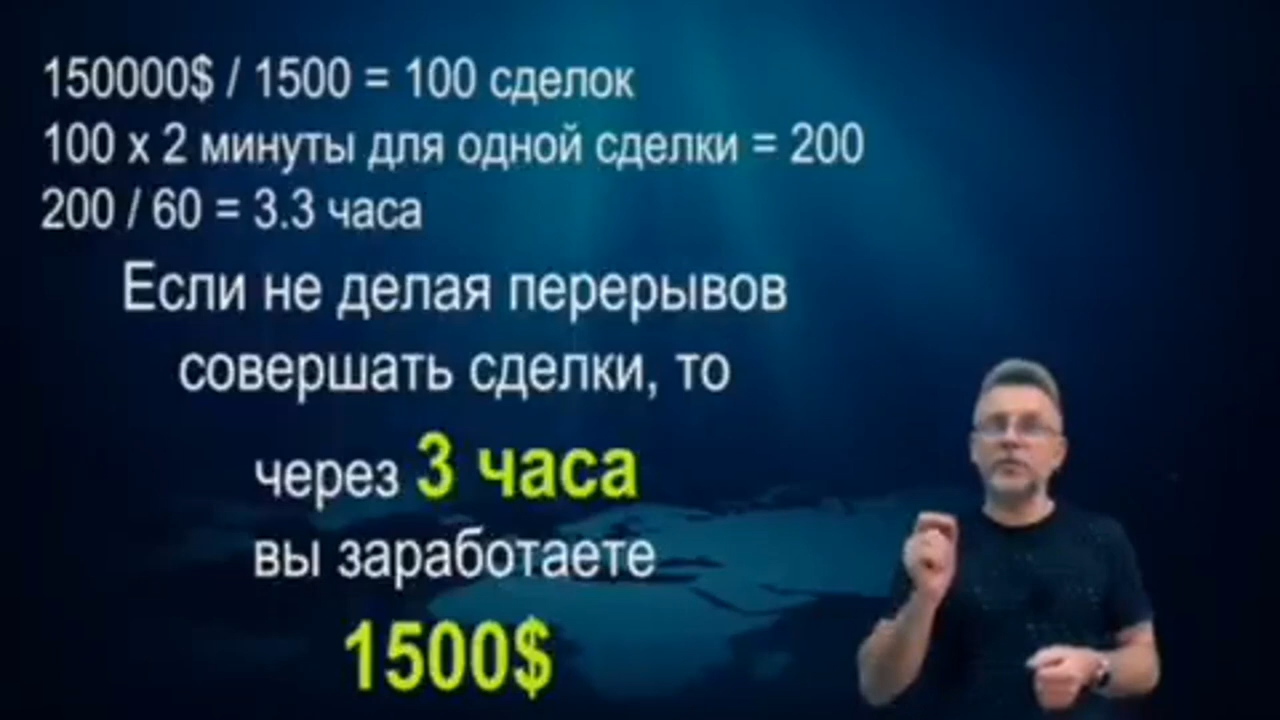 150000$ / 1500 = 100 сделок
100 x 2 минуты для одной сделки = 200
200 / 60 = 3.3 часа
Если не делая перерывов
совершать сделки, то
через 3 часа
вы заработаете
1500$